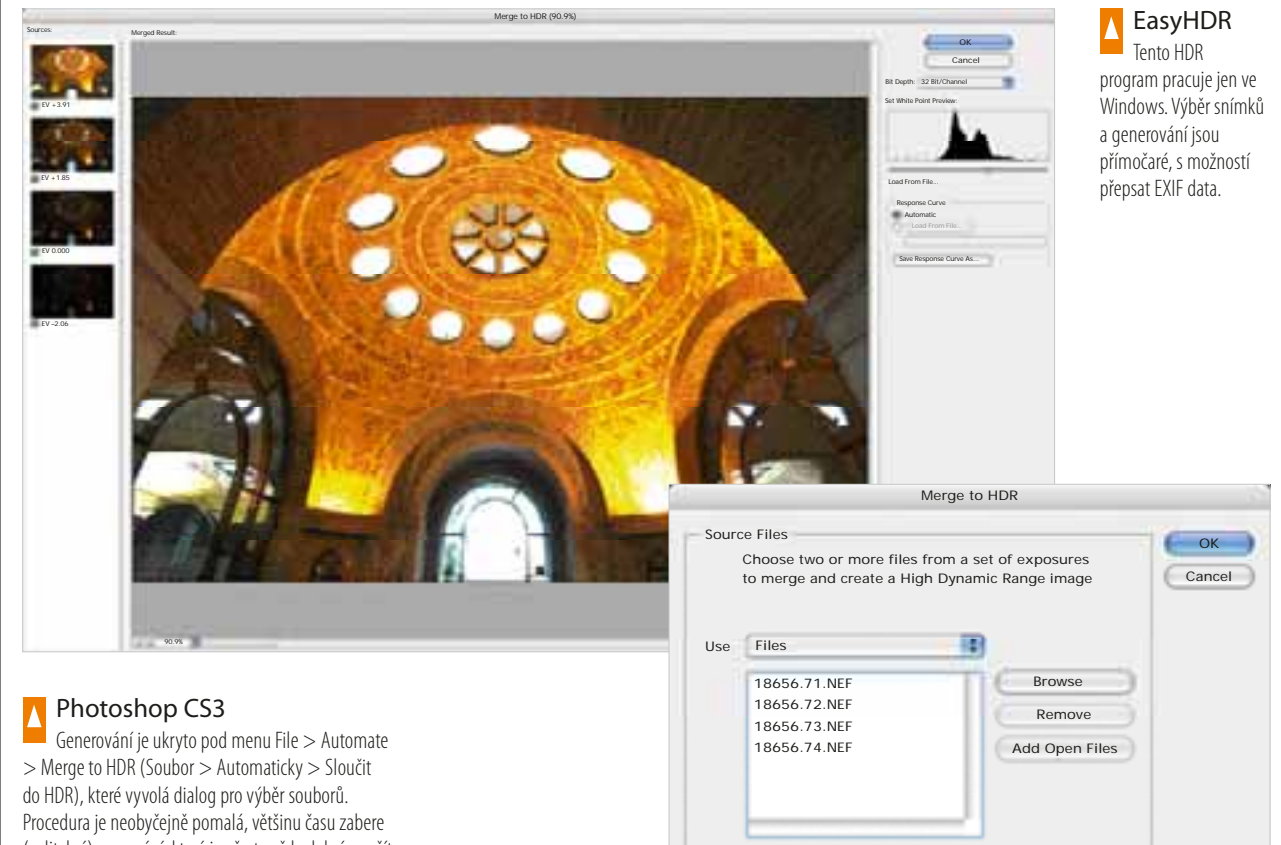 Merge to HDR (90.9%)
Sources:
Merged Result:
EV +3.91
EV +1.85
EV 0.000
EV -2.06
90.9%
OK
Cancel
Bit Depth: 32 Bit/Channel
Set White Point Preview:
Load From File...
Response Curve
Automatic
Load From File...
Save Response Curve As...
EasyHDR
Tento HDR
program pracuje jen ve
Windows. Výběr snímků
a generování jsou
přímočaré, s možností
přepsat EXIF data.
Merge to HDR
Source Files
Choose two or more files from a set of exposures
to merge and create a High Dynamic Range image
OK
Cancel
Use Files
18656.71.NEF
18656.72.NEF
18656.73.NEF
18656.74.NEF
Browse
Remove
Add Open Files
Photoshop CS3
Generování je ukryto pod menu File > Automate
> Merge to HDR (Soubor > Automaticky > Sloučit
do HDR), které vyvolá dialog pro výběr souborů.
Procedura je neobyčejně pomalá, většinu času zabere